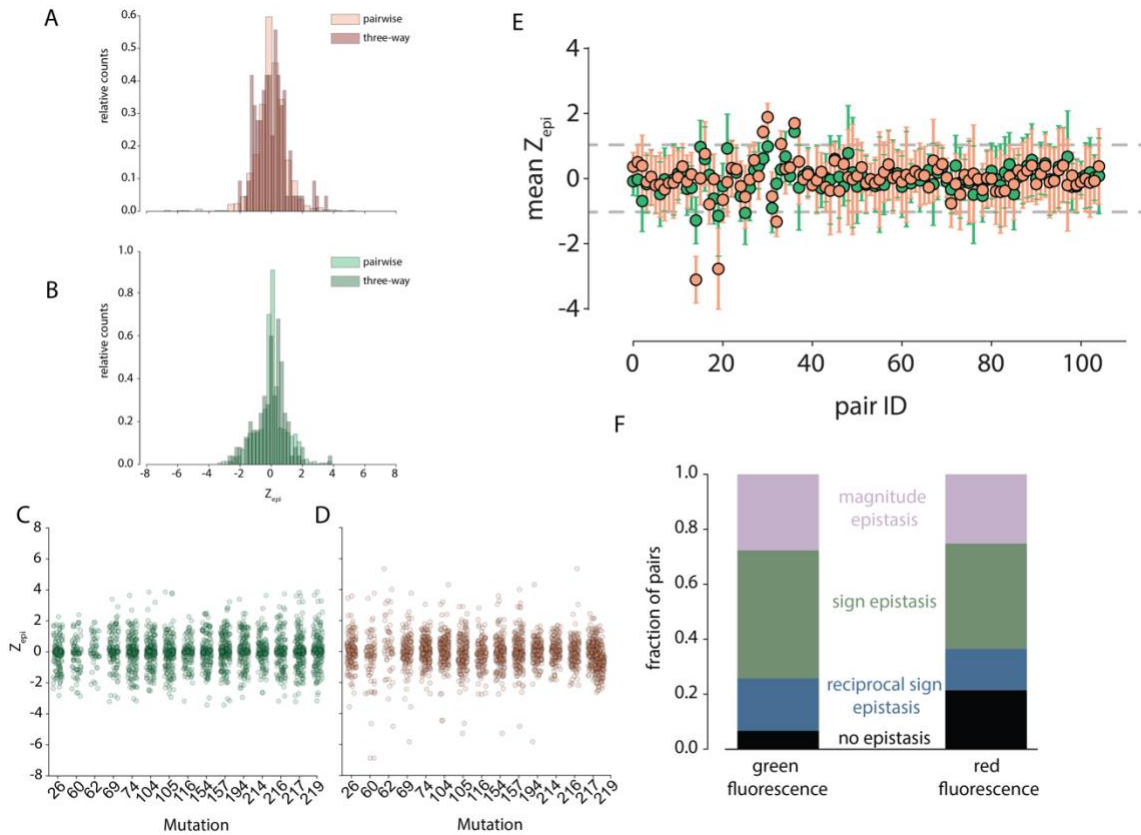 A
0.6
0.5
0.4
0.3
0.2
0.1
0.0
relative counts
pairwise
three-way
B
1.0
0.8
0.6
0.4
0.2
0.0
relative counts
pairwise
three-way
-8 -6 -4 -2 0 2 4 6 8
Zepi
C
8
6
4
2
0
-2
-4
-6
-8
Zepi
26 60 62 69 74 104 105 116 154 157 194 214 216 217 219
Mutation
D
26 60 62 69 74 104 105 116 154 157 194 214 216 217 219
Mutation
E
4
2
0
-2
-4
mean Zepi
0 20 40 60 80 100
pair ID
F
1.0
0.8
0.6
0.4
0.2
0.0
fraction of pairs
magnitude
epistasis
sign epistasis
reciprocal sign
epistasis
no epistasis
green
fluorescence
red
fluorescence